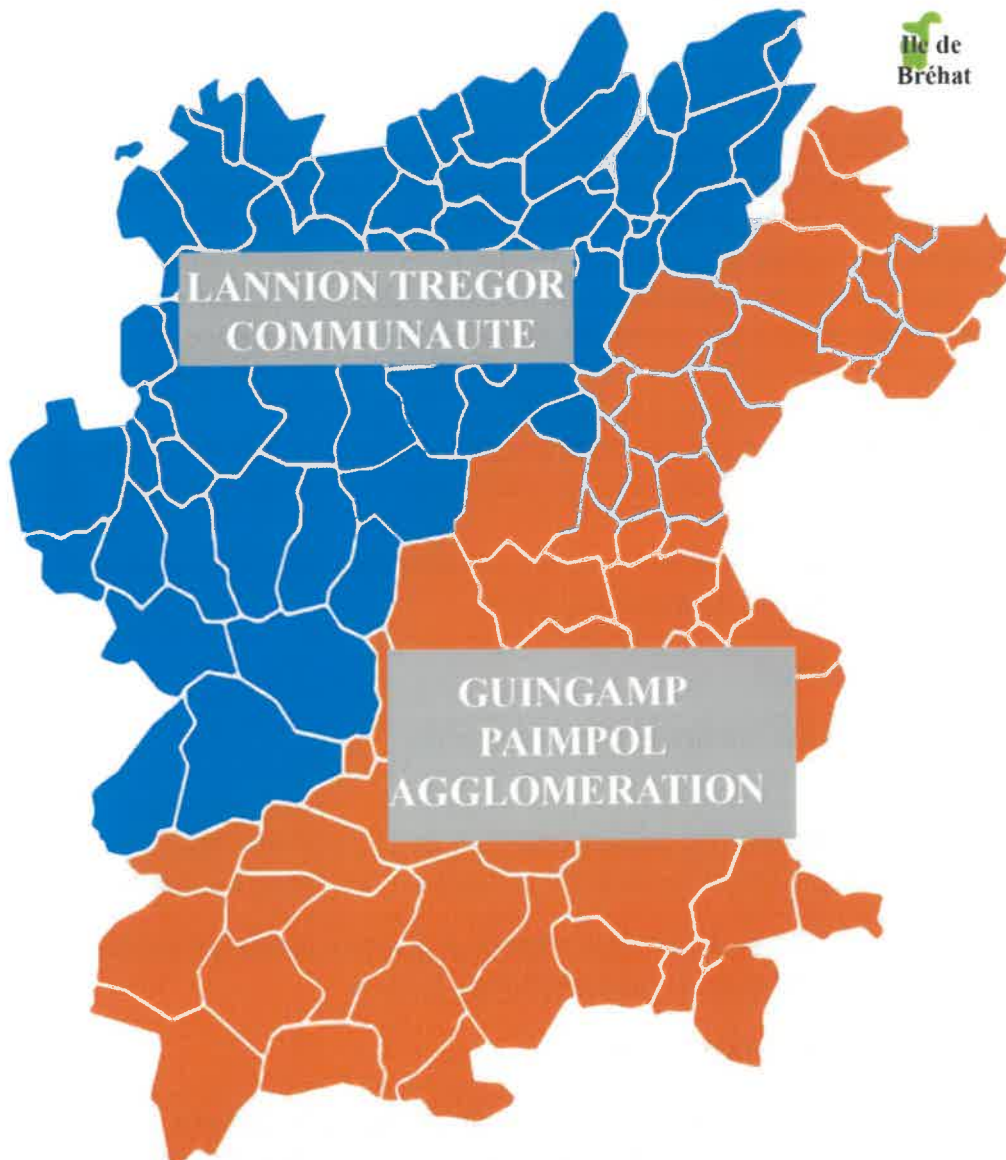 Ile de
Bréhat
LANNION TREGOR
COMMUNAUTE
GUINGAMP
PAIMPOL
AGGLOMERATION